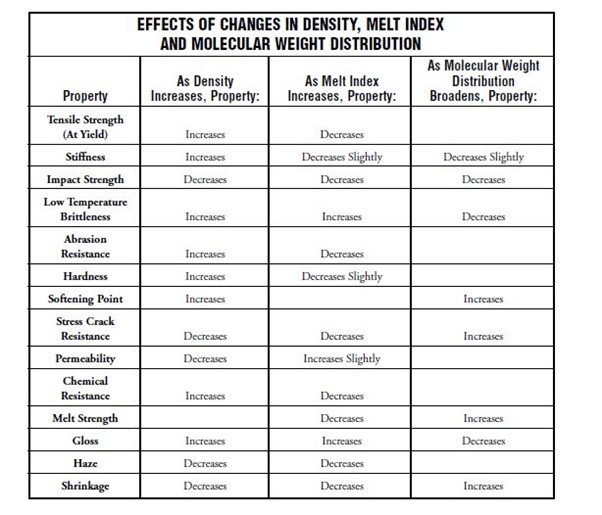 EFFECTS OF CHANGES IN DENSITY, MELT INDEX
AND MOLECULAR WEIGHT DISTRIBUTION
Property
As Density
Increases, Property:
As Melt Index
Increases, Property:
As Molecular Weight
Distribution
Broadens, Property:
Tensile Strength
(At Yield)
Increases
Decreases
Stiffness
Increases
Decreases Slightly
Decreases Slightly
Impact Strength
Decreases
Decreases
Decreases
Low Temperature
Brittleness
Increases
Increases
Decreases
Abrasion
Resistance
Increases
Decreases
Hardness
Increases
Decreases Slightly
Softening Point
Increases
Increases
Stress Crack
Resistance
Decreases
Decreases
Increases
Permeability
Decreases
Increases Slightly
Chemical
Resistance
Increases
Decreases
Melt Strength
Decreases
Increases
Gloss
Increases
Increases
Decreases
Haze
Decreases
Decreases
Shrinkage
Decreases
Decreases
Increases